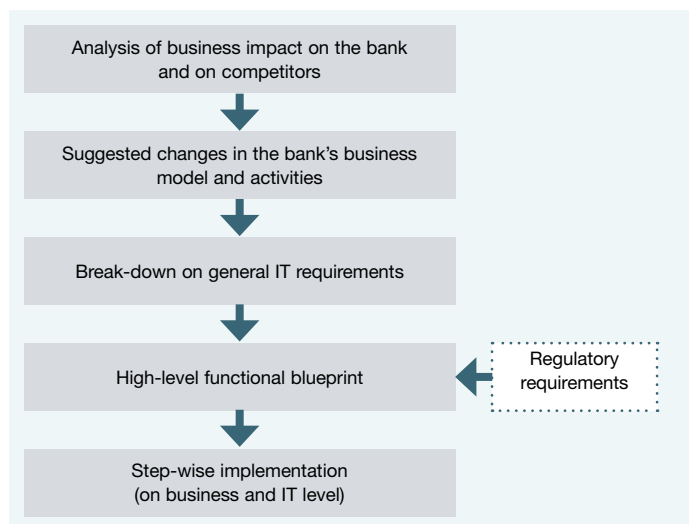 Analysis of business impact on the bank
and on competitors
Suggested changes in the bank’s business
model and activities
Break-down on general IT requirements
High-level functional blueprint
Regulatory
requirements
Step-wise implementation
(on business and IT level)